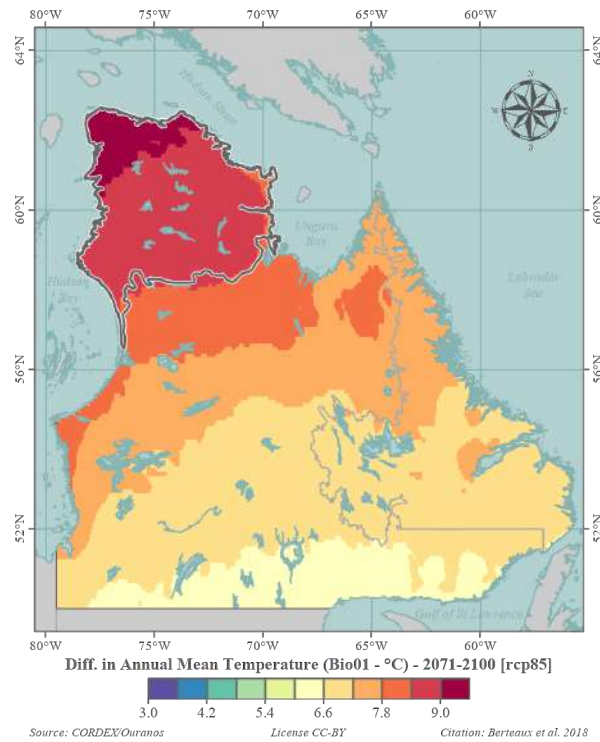 80°W 75°W 70°W 65°W 60°W
64°N 64°N
Hudson Strait
N
W E
S
60°N 60°N
Ungava
Bay
Hudson
Bay
Labrador
Sea
56°N 56°N
52°N 52°N
Gulf of St Lawrence
80°W 75°W 70°W 65°W 60°W
Diff. in Annual Mean Temperature (Bio01 - °C) - 2071-2100 [rcp85]
3.0 4.2 5.4 6.6 7.8 9.0
Source: CORDEX/Ouranos License CC-BY Citation: Berteaux et al. 2018